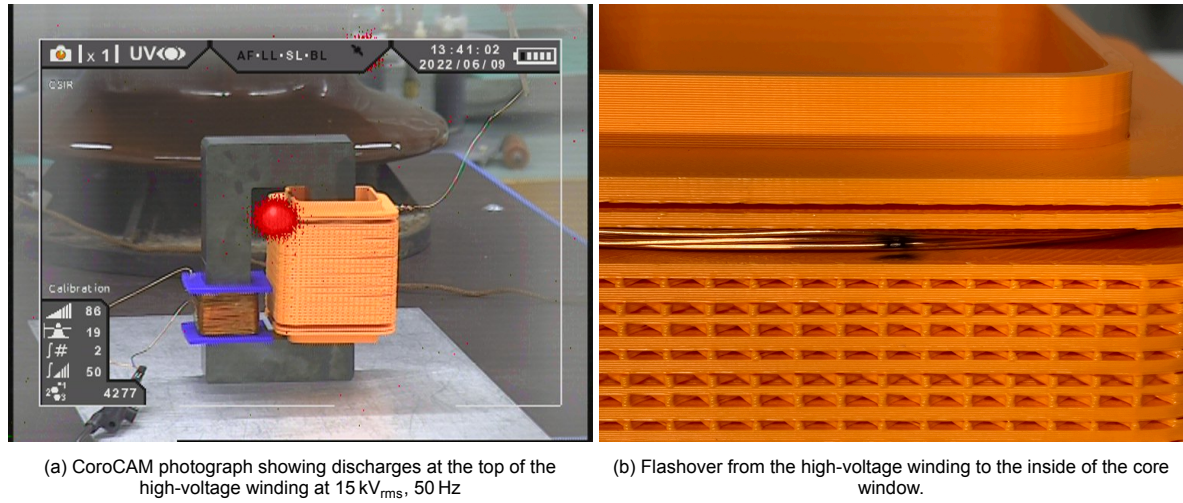 x 1 UV
AF·LL·SL·BL
13:41:02
2022/06/09
CSIR
Calibration
86
19
∫# 2
∫ 50
4277
(a) CoroCAM photograph showing discharges at the top of the
high-voltage winding at 15 kVrms, 50 Hz
(b) Flashover from the high-voltage winding to the inside of the core
window.